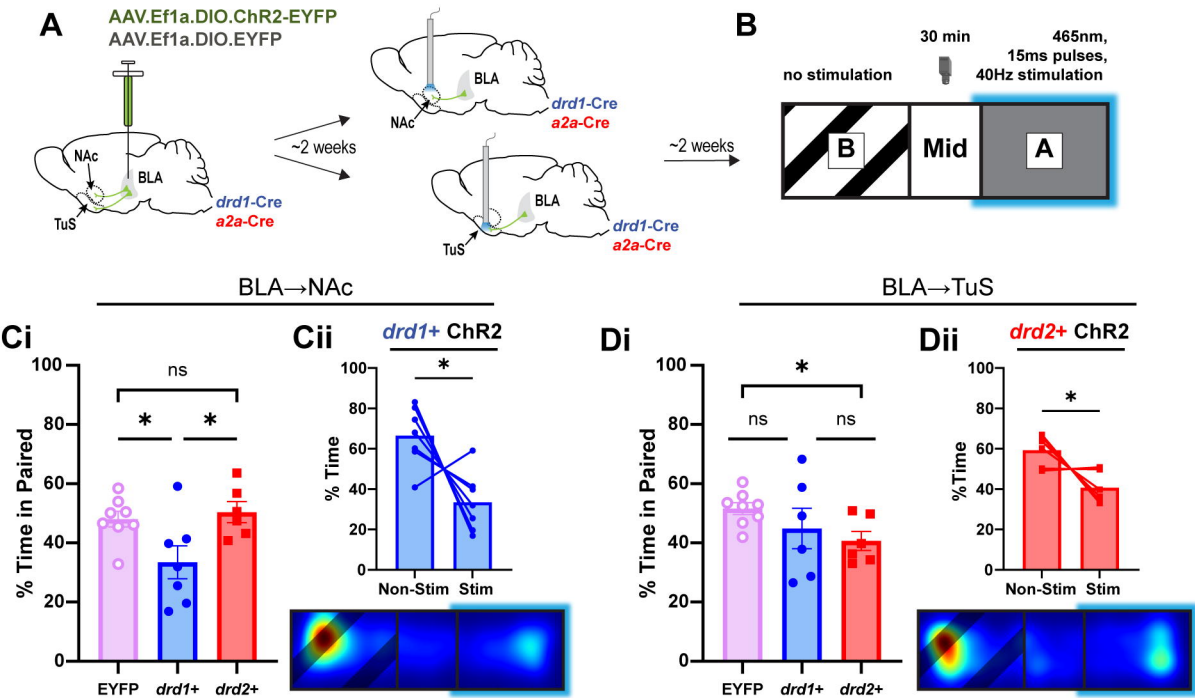 A
AAV.Ef1a.DIO.ChR2-EYFP
AAV.Ef1a.DIO.EYFP
NAc
BLA
TuS
drd1-Cre
a2a-Cre
~2 weeks
BLA
NAc
drd1-Cre
a2a-Cre
BLA
TuS
drd1-Cre
a2a-Cre
~2 weeks
B
30 min
465nm,
15ms pulses,
40Hz stimulation
no stimulation
B
Mid
A
BLA→NAc
Ci
% Time in Paired
100
80
60
40
20
0
ns
*
*
EYFP
drd1+
drd2+
Cii
drd1+ ChR2
% Time
100
80
60
40
20
0
*
Non-Stim
Stim
BLA→TuS
Di
% Time in Paired
100
80
60
40
20
0
*
ns
ns
EYFP
drd1+
drd2+
Dii
drd2+ ChR2
%Time
100
80
60
40
20
0
*
Non-Stim
Stim